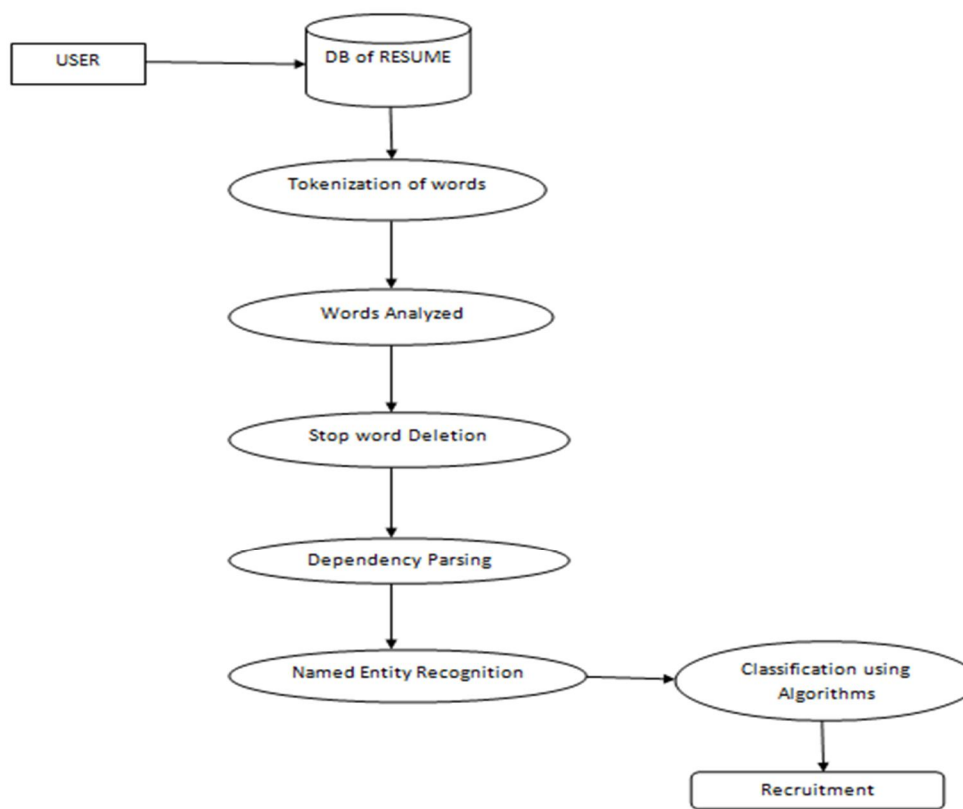 USER
DB of RESUME
Tokenization of words
Words Analyzed
Stop word Deletion
Dependency Parsing
Named Entity Recognition
Classification using
Algorithms
Recruitment